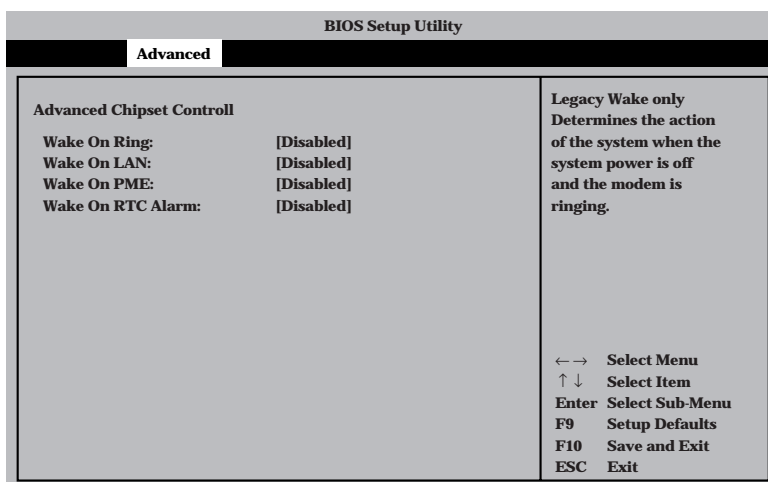 BIOS Setup Utility
Advanced
Advanced Chipset Controll
Wake On Ring: [Disabled]
Wake On LAN: [Disabled]
Wake On PME: [Disabled]
Wake On RTC Alarm: [Disabled]
Legacy Wake only
Determines the action
of the system when the
system power is off
and the modem is
ringing.
←→ Select Menu
↑↓ Select Item
Enter Select Sub-Menu
F9 Setup Defaults
F10 Save and Exit
ESC Exit